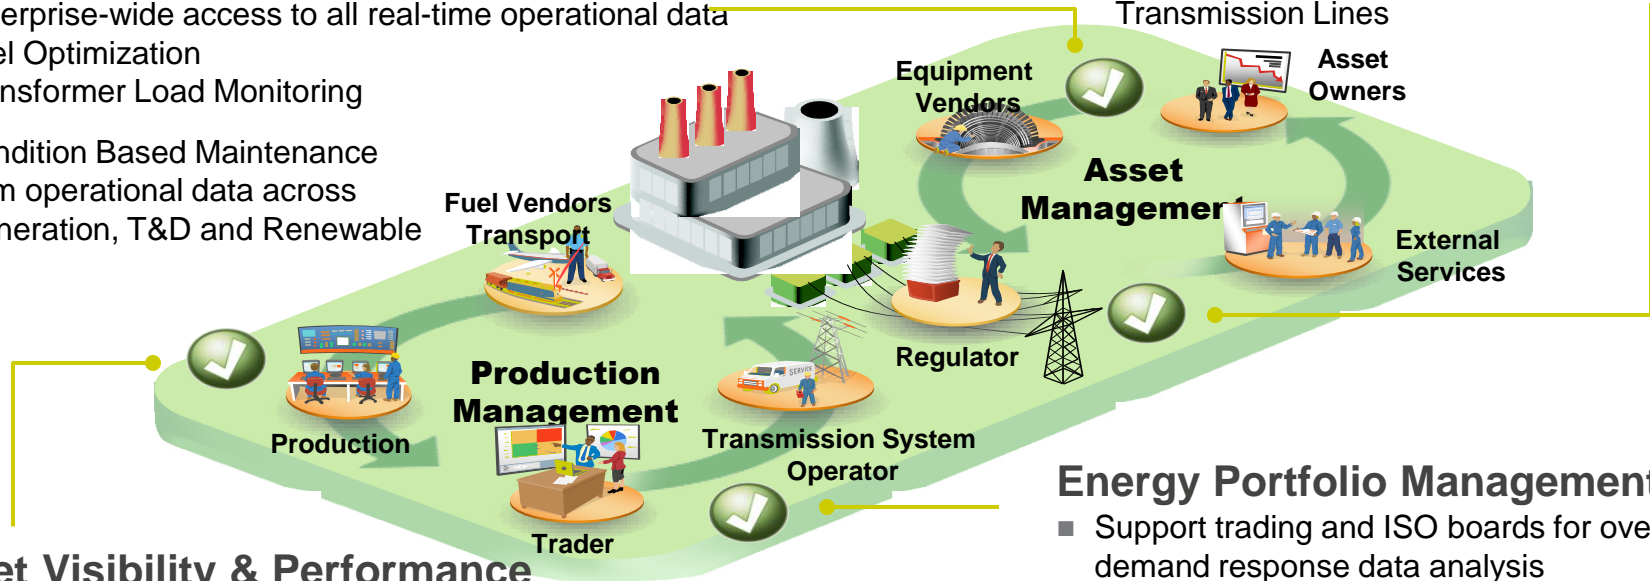 erprise-wide access to all real-time operational data
el Optimization
ansformer Load Monitoring
ndition Based Maintenance
m operational data across
neration, T&D and Renewable
Transmission Lines
Equipment
Vendors
Asset
Owners
Asset
Management
External
Services
Fuel Vendors
Transport
Regulator
Production
Management
SERVICE
Production
Transmission System
Operator
Trader
Energy Portfolio Management
■ Support trading and ISO boards for ove
demand response data analysis
et Visibility & Performance